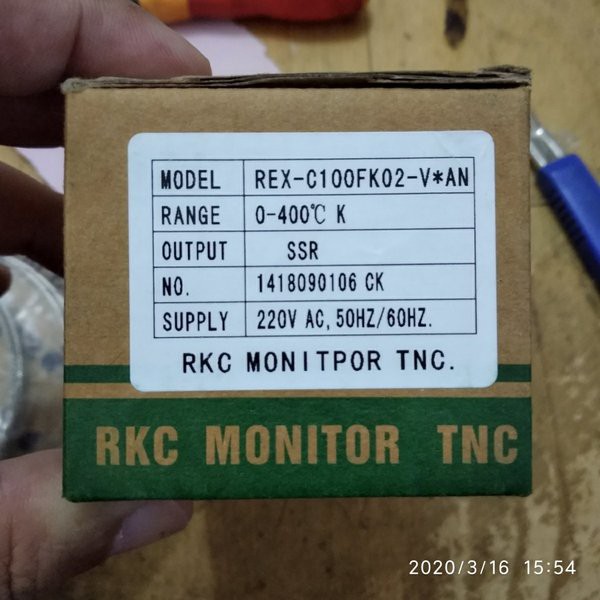 MODEL REX-C100FK02-V*AN
RANGE 0-400℃ K
OUTPUT SSR
NO. 1418090106 CK
SUPPLY 220V AC, 50HZ/60HZ.
RKC MONITPOR TNC.
RKC MONITOR TNC
2020/3/16 15:54